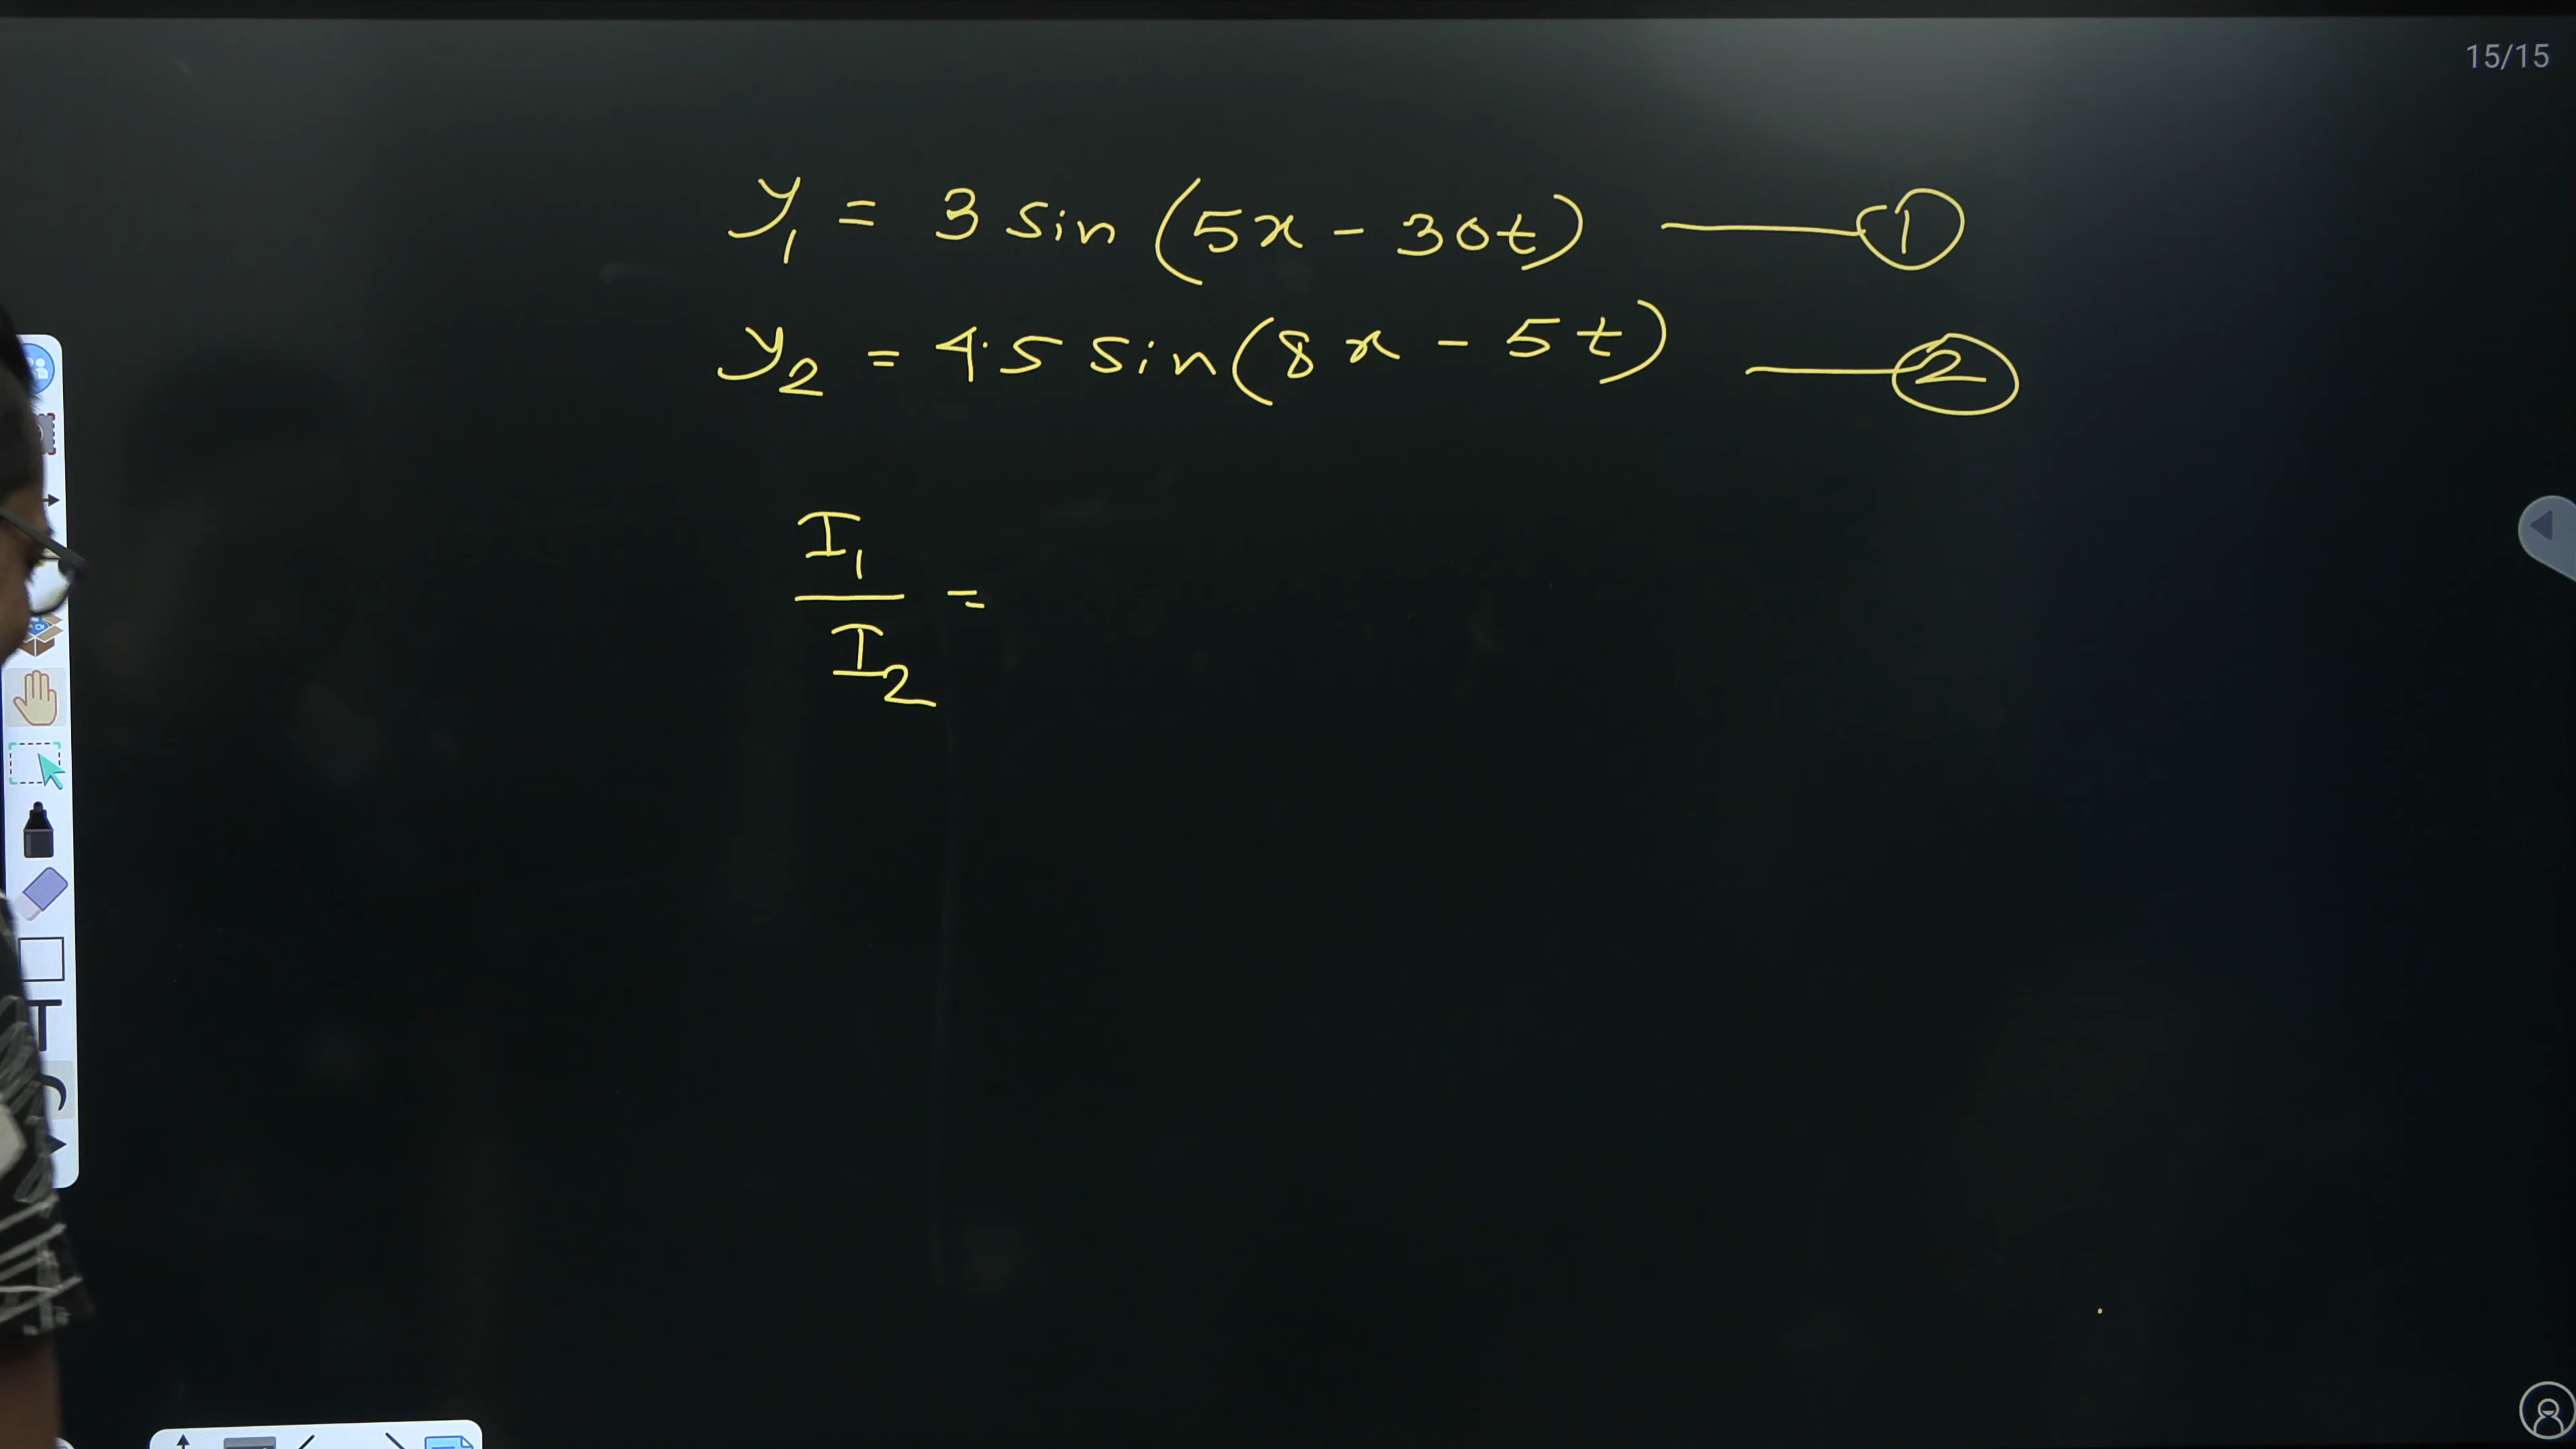 15/15
y₁ = 3 sin (5x - 30t) —— ①
y₂ = 4.5 sin (8x - 5t) —— ②
I₁
—— =
I₂